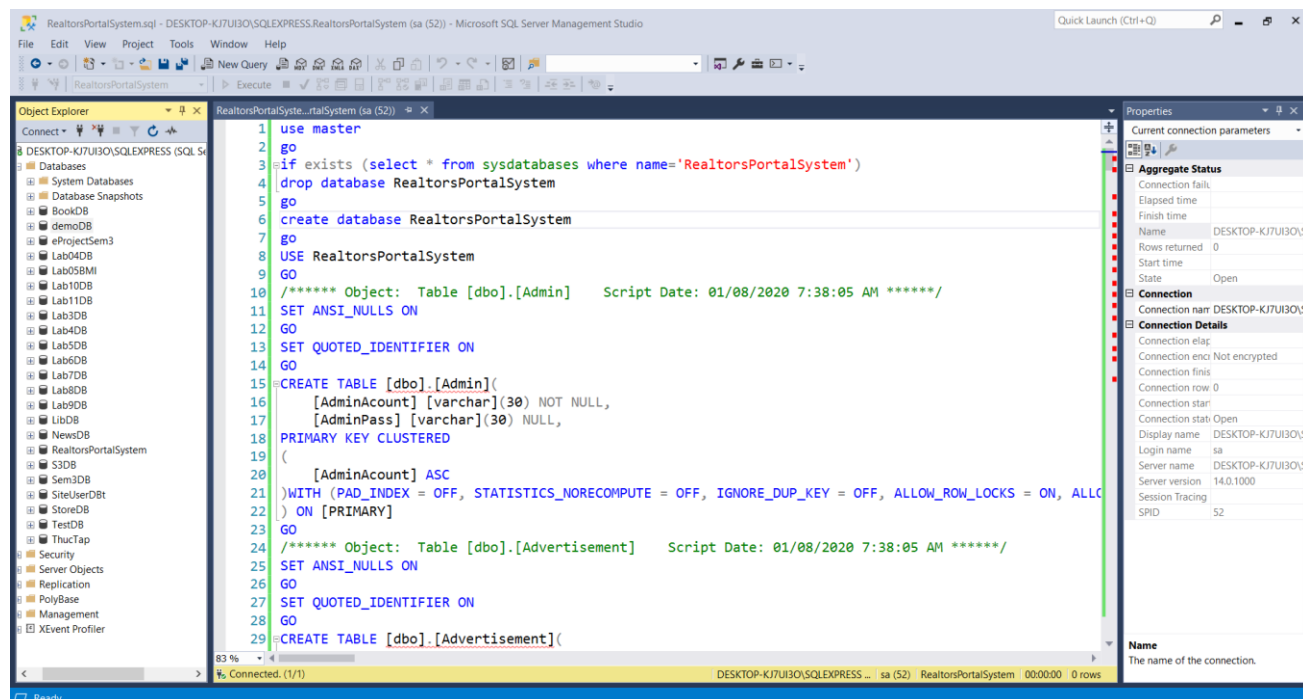 RealtorsPortalSystem.sql - DESKTOP-KJ7UI3O\SQLEXPRESS.RealtorsPortalSystem (sa (52)) - Microsoft SQL Server Management Studio
Quick Launch (Ctrl+Q)
File Edit View Project Tools Window Help
New Query
RealtorsPortalSystem
Execute
Object Explorer
Connect
DESKTOP-KJ7UI3O\SQLEXPRESS (SQL Se
Databases
System Databases
Database Snapshots
BookDB
demoDB
eProjectSem3
Lab04DB
Lab05BMI
Lab10DB
Lab11DB
Lab3DB
Lab4DB
Lab5DB
Lab6DB
Lab7DB
Lab8DB
Lab9DB
LibDB
NewsDB
RealtorsPortalSystem
S3DB
Sem3DB
SiteUserDBt
StoreDB
TestDB
ThucTap
Security
Server Objects
Replication
PolyBase
Management
XEvent Profiler
RealtorsPortalSyste...rtalSystem (sa (52))
1 use master
2 go
3 if exists (select * from sysdatabases where name='RealtorsPortalSystem')
4 drop database RealtorsPortalSystem
5 go
6 create database RealtorsPortalSystem
7 go
8 USE RealtorsPortalSystem
9 GO
10 /****** Object: Table [dbo].[Admin] Script Date: 01/08/2020 7:38:05 AM ******/
11 SET ANSI_NULLS ON
12 GO
13 SET QUOTED_IDENTIFIER ON
14 GO
15 CREATE TABLE [dbo].[Admin](
16 [AdminAcount] [varchar](30) NOT NULL,
17 [AdminPass] [varchar](30) NULL,
18 PRIMARY KEY CLUSTERED
19 (
20 [AdminAcount] ASC
21 )WITH (PAD_INDEX = OFF, STATISTICS_NORECOMPUTE = OFF, IGNORE_DUP_KEY = OFF, ALLOW_ROW_LOCKS = ON, ALLO
22 ) ON [PRIMARY]
23 GO
24 /****** Object: Table [dbo].[Advertisement] Script Date: 01/08/2020 7:38:05 AM ******/
25 SET ANSI_NULLS ON
26 GO
27 SET QUOTED_IDENTIFIER ON
28 GO
29 CREATE TABLE [dbo].[Advertisement](
83 %
Connected. (1/1)
DESKTOP-KJ7UI3O\SQLEXPRESS ... sa (52) RealtorsPortalSystem 00:00:00 0 rows
Properties
Current connection parameters
Aggregate Status
Connection failu
Elapsed time
Finish time
Name DESKTOP-KJ7UI3O\S
Rows returned 0
Start time
State Open
Connection
Connection nam DESKTOP-KJ7UI3O\S
Connection Details
Connection elap
Connection encr Not encrypted
Connection finis
Connection row 0
Connection star
Connection stat Open
Display name DESKTOP-KJ7UI3O\S
Login name sa
Server name DESKTOP-KJ7UI3O\S
Server version 14.0.1000
Session Tracing
SPID 52
Name
The name of the connection.
Ready